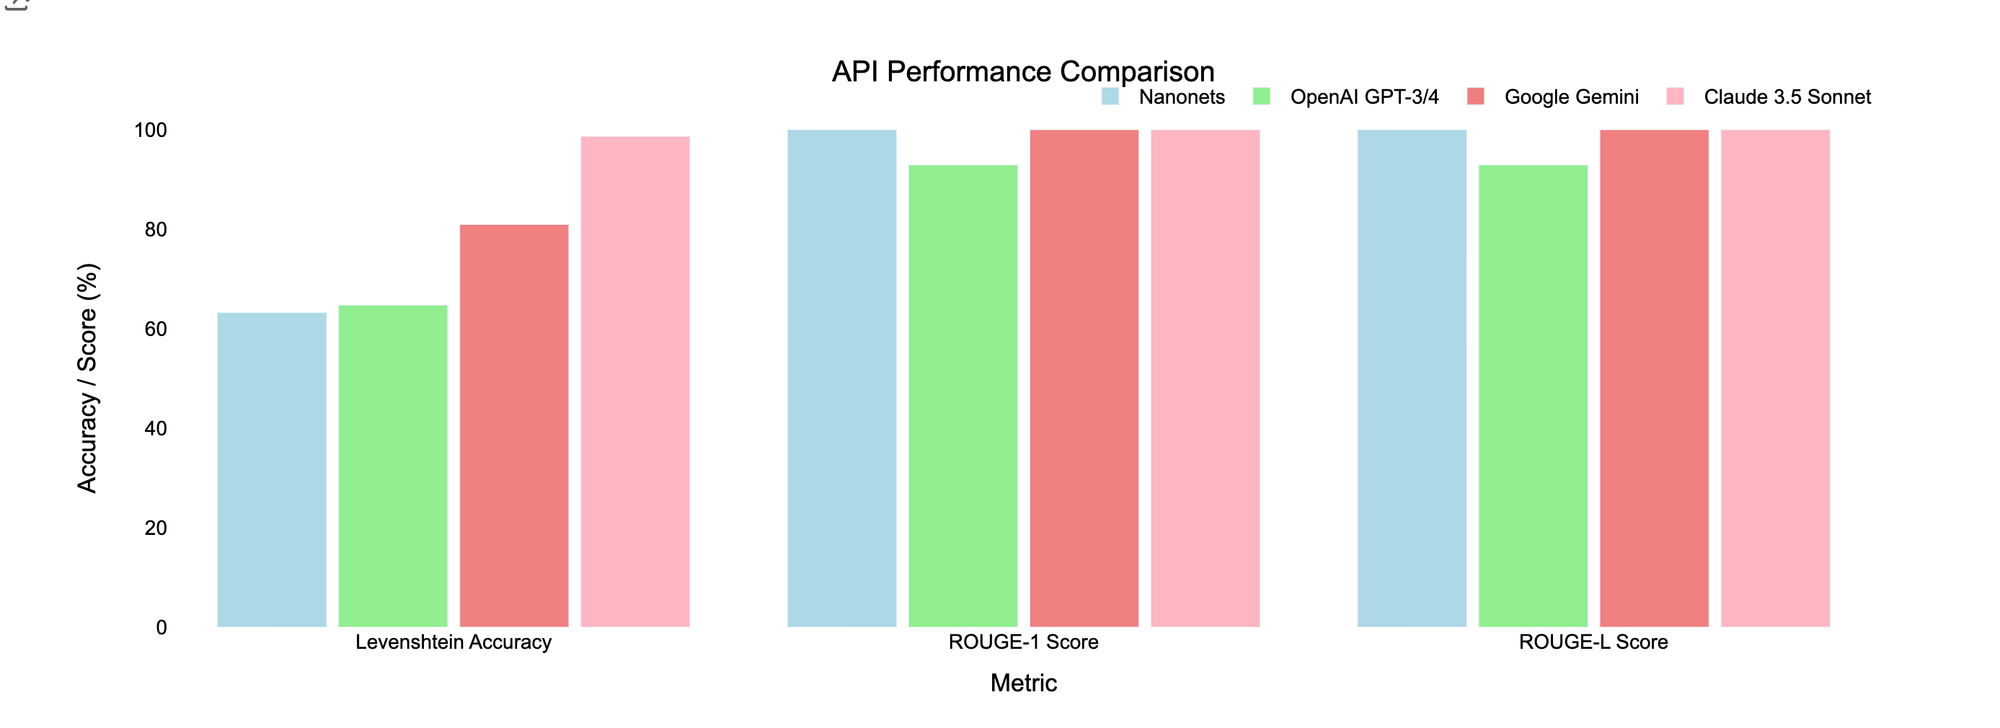 API Performance Comparison
Nanonets OpenAI GPT-3/4 Google Gemini Claude 3.5 Sonnet
100
80
60
40
20
0
Accuracy / Score (%)
Levenshtein Accuracy ROUGE-1 Score ROUGE-L Score
Metric